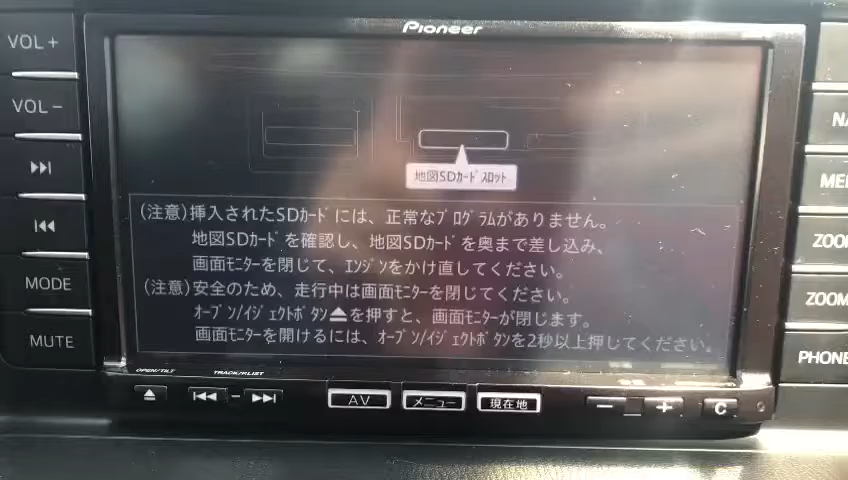 Pioneer
VOL +
VOL −
MODE
MUTE
地図SDｶｰﾄﾞｽﾛｯﾄ
(注意)挿入されたSDｶｰﾄﾞには、正常なﾌﾟﾛｸﾞﾗﾑがありません。
地図SDｶｰﾄﾞを確認し、地図SDｶｰﾄﾞを奥まで差し込み、
画面ﾓﾆﾀｰを閉じて、ｴﾝｼﾞﾝをかけ直してください。
(注意)安全のため、走行中は画面ﾓﾆﾀｰを閉じてください。
ｵｰﾌﾟﾝ/ｲｼﾞｪｸﾄﾎﾞﾀﾝ⏏を押すと、画面ﾓﾆﾀｰが閉じます。
画面ﾓﾆﾀｰを開けるには、ｵｰﾌﾟﾝ/ｲｼﾞｪｸﾄﾎﾞﾀﾝを2秒以上押してください。
OPEN/TILT
TRACK/P.LIST
AV
メニュー
現在地
− +
C
ZOO
ZOOM
PHONE